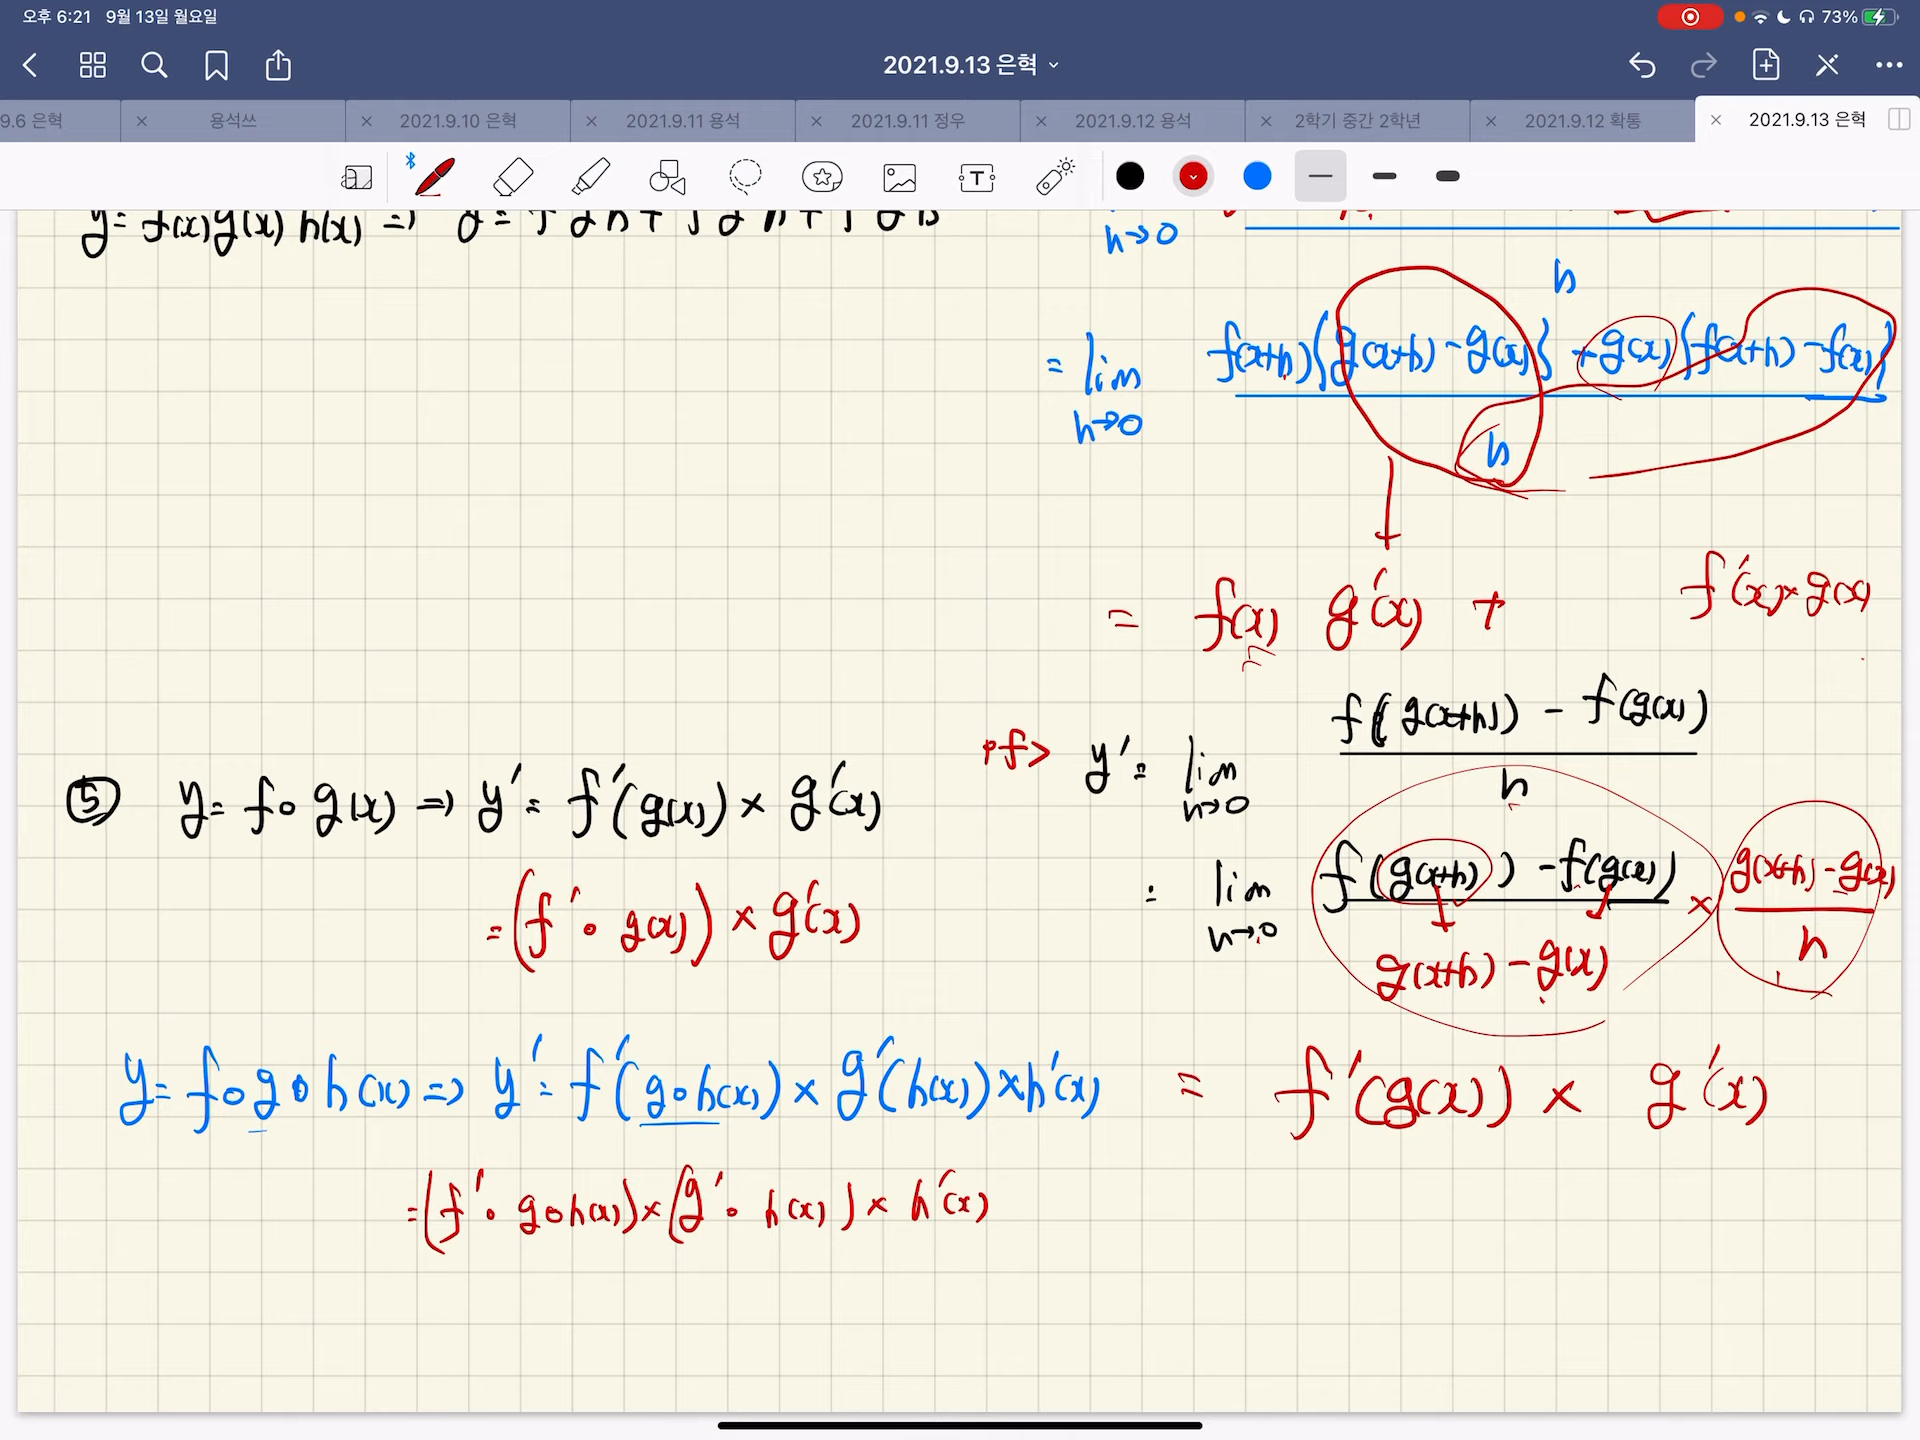 오후 6:21 9월 13일 월요일
73%
2021.9.13 은혁
9.6 은혁
용석쓰
2021.9.10 은혁
2021.9.11 용석
2021.9.11 정우
2021.9.12 용석
2학기 중간 2학년
2021.9.12 확통
2021.9.13 은혁
y= f(x)g(x) h(x) ⇒
h→0
h
= lim h→0 f(x+h){g(x+h) - g(x)} + g(x){f(x+h) - f(x)}
h
= f(x) g'(x) + f'(x)×g(x)
pf> y' = lim h→0 f(g(x+h)) - f(g(x))
h
⑤ y= f∘g(x) ⇒ y' = f'(g(x)) × g'(x)
= (f'∘g(x)) × g'(x)
= lim h→0 f(g(x+h)) - f(g(x)) × g(x+h) - g(x)
g(x+h) - g(x) h
= f'(g(x)) × g'(x)
y= f∘g∘h(x) ⇒ y' = f'(g∘h(x)) × g'(h(x)) × h'(x)
= (f'∘g∘h(x)) × (g'∘h(x)) × h'(x)